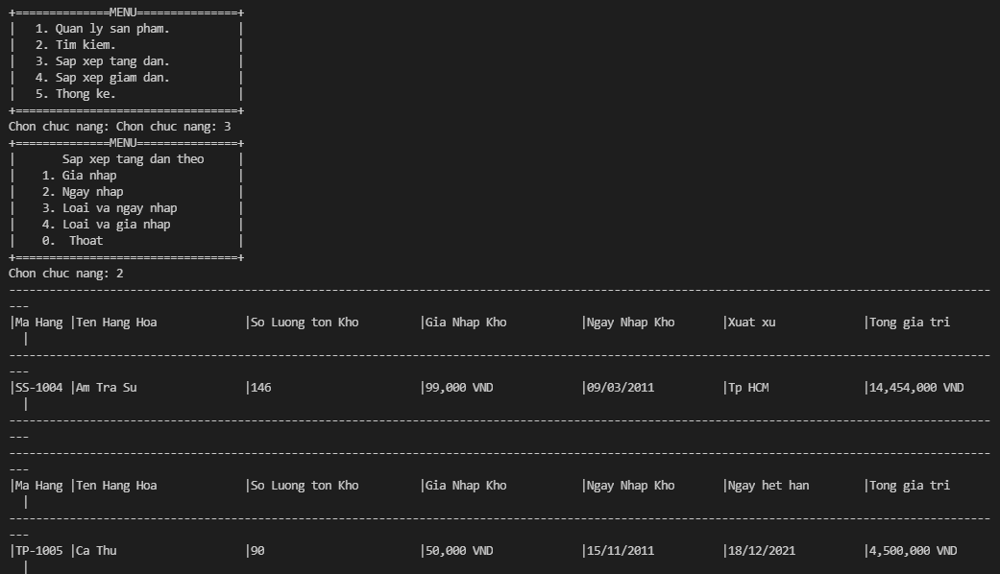 +==============MENU===============+
|   1. Quan ly san pham.          |
|   2. Tim kiem.                  |
|   3. Sap xep tang dan.          |
|   4. Sap xep giam dan.          |
|   5. Thong ke.                  |
+=================================+
Chon chuc nang: Chon chuc nang: 3
+==============MENU===============+
|       Sap xep tang dan theo     |
|    1. Gia nhap                  |
|    2. Ngay nhap                 |
|    3. Loai va ngay nhap         |
|    4. Loai va gia nhap          |
|    0.  Thoat                    |
+=================================+
Chon chuc nang: 2
--------------------------------------------------------------------------------------------------------------------------------------------------
---
|Ma Hang |Ten Hang Hoa             |So Luong ton Kho         |Gia Nhap Kho           |Ngay Nhap Kho       |Xuat xu             |Tong gia tri
  |
--------------------------------------------------------------------------------------------------------------------------------------------------
---
|SS-1004 |Am Tra Su                |146                      |99,000 VND             |09/03/2011          |Tp HCM              |14,454,000 VND
  |
--------------------------------------------------------------------------------------------------------------------------------------------------
---
--------------------------------------------------------------------------------------------------------------------------------------------------
---
|Ma Hang |Ten Hang Hoa             |So Luong ton Kho         |Gia Nhap Kho           |Ngay Nhap Kho       |Ngay het han        |Tong gia tri
  |
--------------------------------------------------------------------------------------------------------------------------------------------------
---
|TP-1005 |Ca Thu                   |90                       |50,000 VND             |15/11/2011          |18/12/2021          |4,500,000 VND
  |